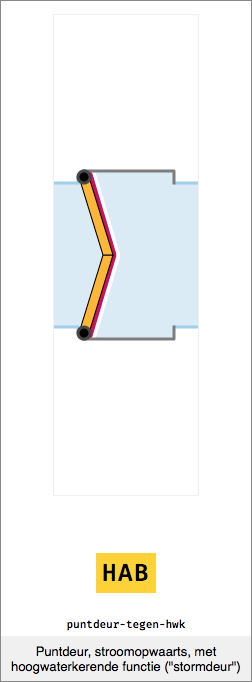 HAB
puntdeur-tegen-hwk
Puntdeur, stroomopwaarts, met
hoogwaterkerende functie ("stormdeur")